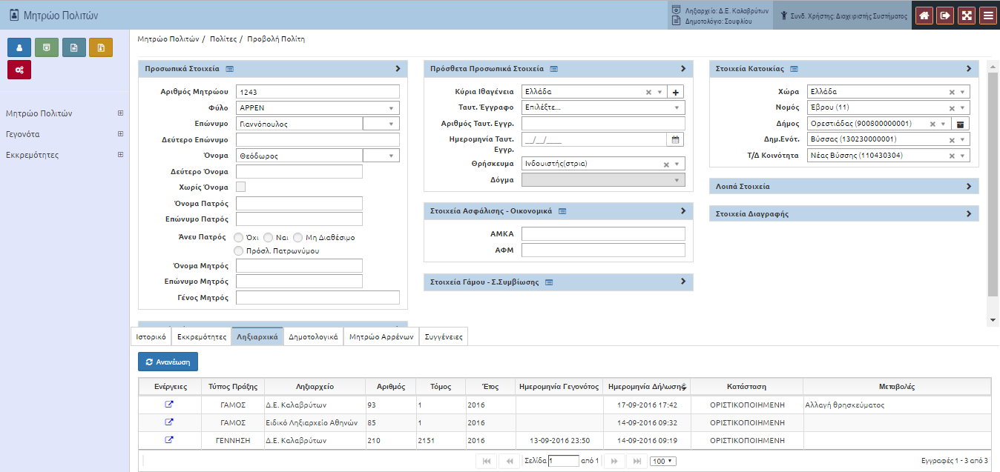 Μητρώο Πολιτών
Ληξιαρχείο: Δ.Ε. Καλαβρύτων
Δημοτολόγιο: Σουφλίου
Συνδ. Χρήστης: Διαχειριστής Συστήματος
Μητρώο Πολιτών
Γεγονότα
Εκκρεμότητες
Μητρώο Πολιτών / Πολίτες / Προβολή Πολίτη
Προσωπικά Στοιχεία
Αριθμός Μητρώου 1243
Φύλο ΑΡΡΕΝ
Επώνυμο Γιαννόπουλος
Δεύτερο Επώνυμο
Όνομα Θεόδωρος
Δεύτερο Όνομα
Χωρίς Όνομα
Όνομα Πατρός
Επώνυμο Πατρός
Άνευ Πατρός Όχι Ναι Μη Διαθέσιμο
Πρόσλ. Πατρωνύμου
Όνομα Μητρός
Επώνυμο Μητρός
Γένος Μητρός
Πρόσθετα Προσωπικά Στοιχεία
Κύρια Ιθαγένεια Ελλάδα
Ταυτ. Έγγραφο Επιλέξτε...
Αριθμός Ταυτ. Εγγρ.
Ημερομηνία Ταυτ. Εγγρ. __/__/____
Θρήσκευμα Ινδουιστής(στρια)
Δόγμα
Στοιχεία Ασφάλισης - Οικονομικά
ΑΜΚΑ
ΑΦΜ
Στοιχεία Γάμου - Σ.Συμβίωσης
Στοιχεία Κατοικίας
Χώρα Ελλάδα
Νομός Έβρου (11)
Δήμος Ορεστιάδας (900800000001)
Δημ.Ενότ. Βύσσας (130230000001)
Τ/Δ Κοινότητα Νέας Βύσσης (110430304)
Λοιπά Στοιχεία
Στοιχεία Διαγραφής
Ιστορικό Εκκρεμότητες Ληξιαρχικά Δημοτολογικά Μητρώο Αρρένων Συγγένειες
Ανανέωση
Ενέργειες Τύπος Πράξης Ληξιαρχείο Αριθμός Τόμος Έτος Ημερομηνία Γεγονότος Ημερομηνία Δήλωσης Κατάσταση Μεταβολές
ΓΑΜΟΣ Δ.Ε. Καλαβρύτων 93 1 2016 17-09-2016 17:42 ΟΡΙΣΤΙΚΟΠΟΙΗΜΕΝΗ Αλλαγή θρησκεύματος
ΓΑΜΟΣ Ειδικό Ληξιαρχείο Αθηνών 85 1 2016 14-09-2016 09:32 ΟΡΙΣΤΙΚΟΠΟΙΗΜΕΝΗ
ΓΕΝΝΗΣΗ Δ.Ε. Καλαβρύτων 210 2151 2016 13-09-2016 23:50 14-09-2016 09:19 ΟΡΙΣΤΙΚΟΠΟΙΗΜΕΝΗ
Σελίδα 1 από 1 100 Εγγραφές 1 - 3 από 3